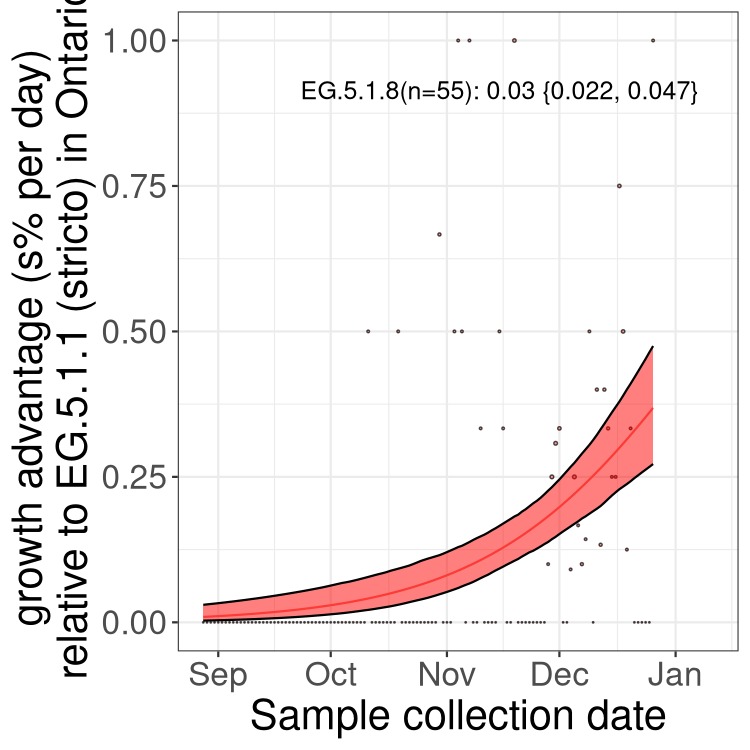 growth advantage (s% per day)
relative to EG.5.1.1 (stricto) in Ontario
1.00
0.75
0.50
0.25
0.00
EG.5.1.8(n=55): 0.03 {0.022, 0.047}
Sep Oct Nov Dec Jan
Sample collection date